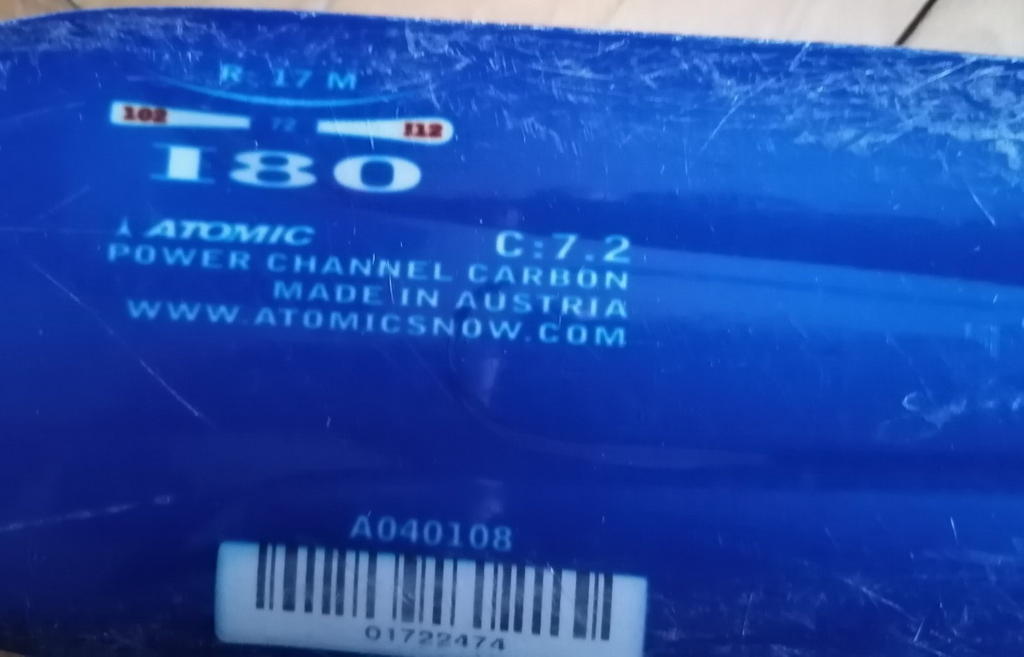 R: 17 M
102 72 112
180
ATOMIC C:7.2
POWER CHANNEL CARBON
MADE IN AUSTRIA
WWW.ATOMICSNOW.COM
A040108
01722474